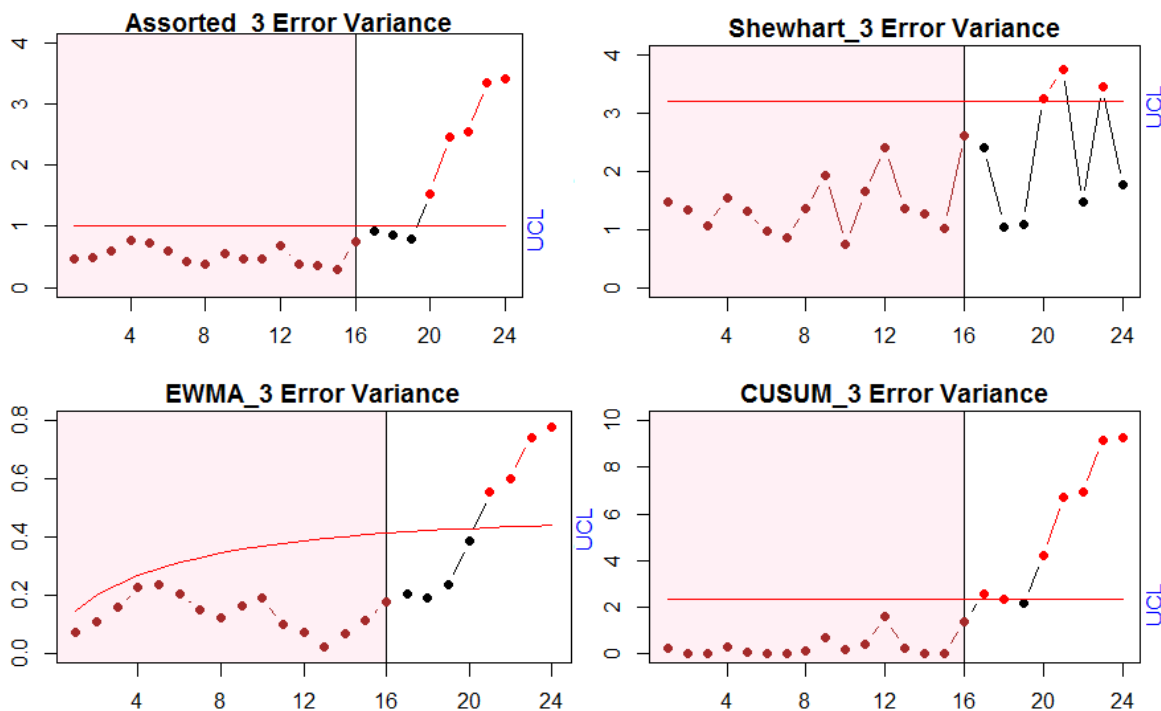 Assorted_3 Error Variance
4
3
2
1
0
UCL
4 8 12 16 20 24
Shewhart_3 Error Variance
4
3
2
1
0
UCL
4 8 12 16 20 24
EWMA_3 Error Variance
0.8
0.6
0.4
0.2
0.0
UCL
4 8 12 16 20 24
CUSUM_3 Error Variance
10
8
6
4
2
0
UCL
4 8 12 16 20 24